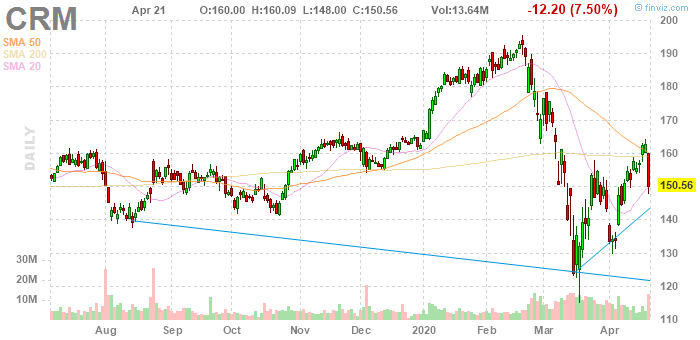 CRM Apr 21 O:160.00 H:160.09 L:148.00 C:150.56 Vol:13.64M -12.20 (7.50%) © finviz.com
SMA 50
SMA 200
SMA 20
DAILY
200
190
180
170
160
150.56
140
130
120
110
30M
20M
10M
Aug Sep Oct Nov Dec 2020 Feb Mar Apr